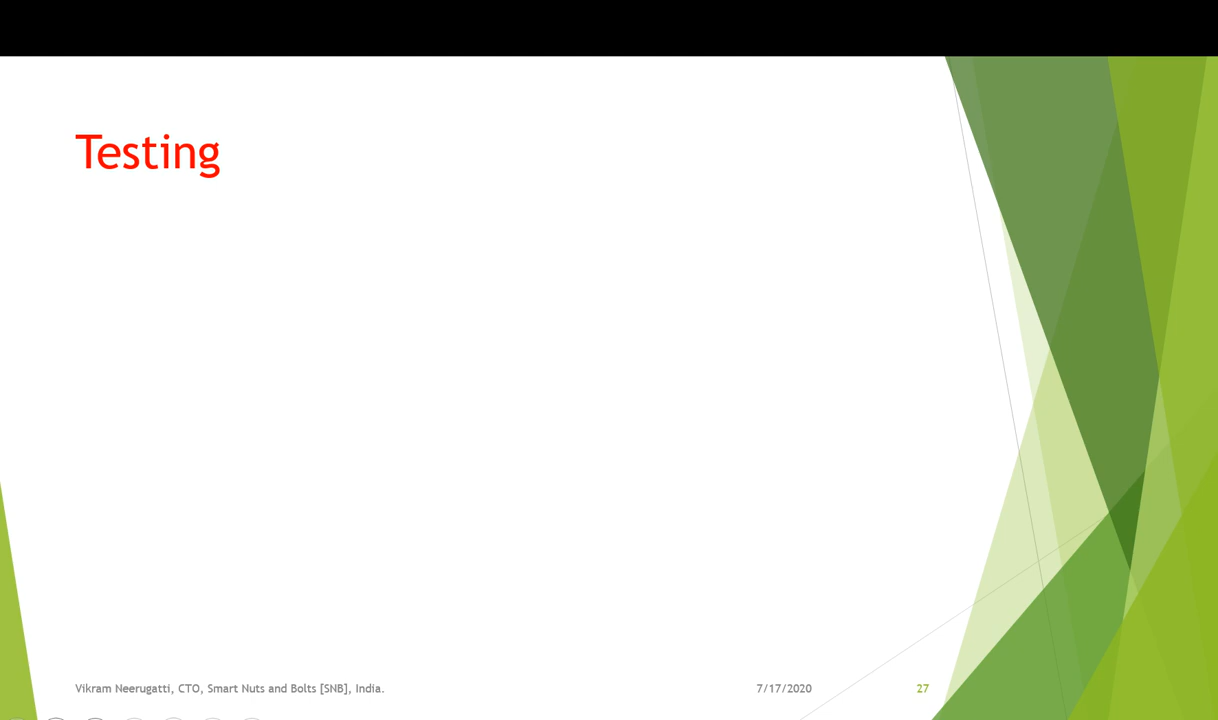 Testing
Vikram Neerugatti, CTO, Smart Nuts and Bolts [SNB], India.
7/17/2020
27